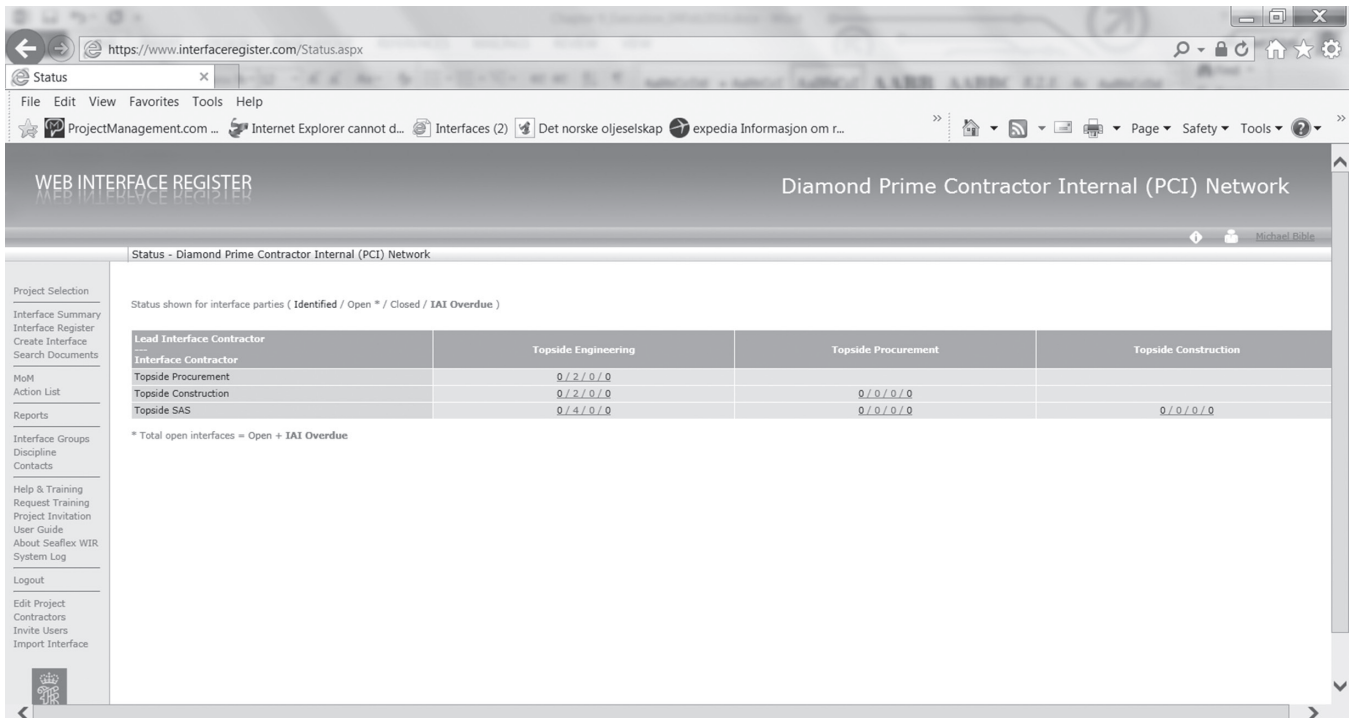 https://www.interfaceregister.com/Status.aspx
Status
File Edit View Favorites Tools Help
ProjectManagement.com ... Internet Explorer cannot d... Interfaces (2) Det norske oljeselskap expedia Informasjon om r... » Page Safety Tools »
WEB INTERFACE REGISTER
Diamond Prime Contractor Internal (PCI) Network
Michael Bible
Status - Diamond Prime Contractor Internal (PCI) Network
Project Selection
Interface Summary
Interface Register
Create Interface
Search Documents
MoM
Action List
Reports
Interface Groups
Discipline
Contacts
Help & Training
Request Training
Project Invitation
User Guide
About Seaflex WIR
System Log
Logout
Edit Project
Contractors
Invite Users
Import Interface
Status shown for interface parties ( Identified / Open * / Closed / IAI Overdue )
Lead Interface Contractor
---
Interface Contractor
Topside Engineering Topside Procurement Topside Construction
Topside Procurement 0 / 2 / 0 / 0
Topside Construction 0 / 2 / 0 / 0 0 / 0 / 0 / 0
Topside SAS 0 / 4 / 0 / 0 0 / 0 / 0 / 0 0 / 0 / 0 / 0
* Total open interfaces = Open + IAI Overdue